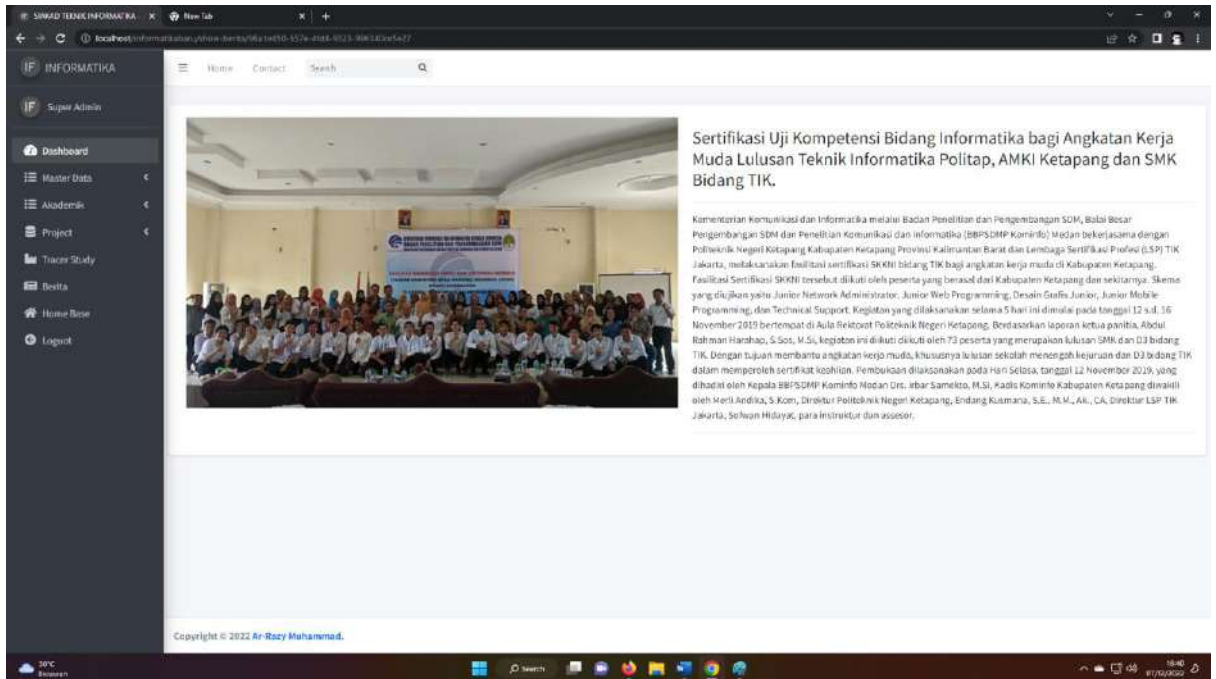 SIAKAD TEKNIK INFORMATIKA
New Tab
INFORMATIKA
Home Contact Search
Super Admin
Dashboard
Master Data
Akademik
Project
Tracer Study
Berita
Home Base
Logout
Sertifikasi Uji Kompetensi Bidang Informatika bagi Angkatan Kerja
Muda Lulusan Teknik Informatika Politap, AMKI Ketapang dan SMK
Bidang TIK.
Kementerian Komunikasi dan Informatika melalui Badan Penelitian dan Pengembangan SDM, Balai Besar
Pengembangan SDM dan Penelitian Komunikasi dan Informatika (BBPSDMP Kominfo) Medan bekerjasama dengan
Politeknik Negeri Ketapang Kabupaten Ketapang Provinsi Kalimantan Barat dan Lembaga Sertifikasi Profesi (LSP) TIK
Jakarta, melaksanakan fasilitasi sertifikasi SKKNI bidang TIK bagi angkatan kerja muda di Kabupaten Ketapang.
Fasilitasi Sertifikasi SKKNI tersebut diikuti oleh peserta yang berasal dari Kabupaten Ketapang dan sekitarnya. Skema
yang diujikan yaitu Junior Network Administrator, Junior Web Programming, Desain Grafis Junior, Junior Mobile
Programming, dan Technical Support. Kegiatan yang dilaksanakan selama 5 hari ini dimulai pada tanggal 12 s.d. 16
November 2019 bertempat di Aula Rektorat Politeknik Negeri Ketapang. Berdasarkan laporan ketua panitia, Abdul
Rahman Harahap, S.Sos, M.Si, kegiatan ini diikuti diikuti oleh 73 peserta yang merupakan lulusan SMK dan D3 bidang
TIK. Dengan tujuan membantu angkatan kerja muda, khususnya lulusan sekolah menengah kejuruan dan D3 bidang TIK
dalam memperoleh sertifikat keahlian. Pembukaan dilaksanakan pada Hari Selasa, tanggal 12 November 2019, yang
dihadiri oleh Kepala BBPSDMP Kominfo Medan Drs. Irbar Samekto, M.Si, Kadis Kominfo Kabupaten Ketapang diwakili
oleh Merli Andika, S.Kom, Direktur Politeknik Negeri Ketapang, Endang Kusmana, S.E., M.M., Ak., CA, Direktur LSP TIK
Jakarta, Sofwan Hidayat, para instruktur dan assesor.
Copyright © 2022 Ar-Razy Muhammad.
30°C
Search
16:40